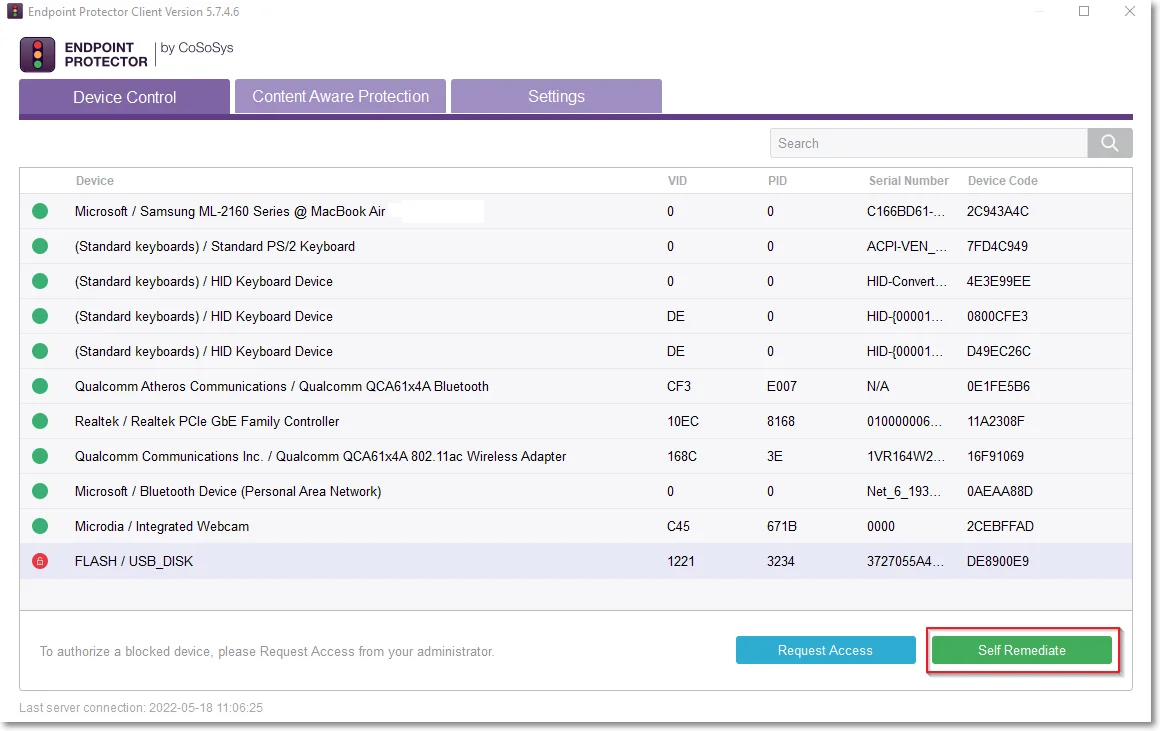 Endpoint Protector Client Version 5.7.4.6
ENDPOINT PROTECTOR | by CoSoSys
Device Control Content Aware Protection Settings
Search
Device VID PID Serial Number Device Code
Microsoft / Samsung ML-2160 Series @ MacBook Air 0 0 C166BD61-... 2C943A4C
(Standard keyboards) / Standard PS/2 Keyboard 0 0 ACPI-VEN_... 7FD4C949
(Standard keyboards) / HID Keyboard Device 0 0 HID-Convert... 4E3E99EE
(Standard keyboards) / HID Keyboard Device DE 0 HID-{00001... 0800CFE3
(Standard keyboards) / HID Keyboard Device DE 0 HID-{00001... D49EC26C
Qualcomm Atheros Communications / Qualcomm QCA61x4A Bluetooth CF3 E007 N/A 0E1FE5B6
Realtek / Realtek PCIe GbE Family Controller 10EC 8168 010000006... 11A2308F
Qualcomm Communications Inc. / Qualcomm QCA61x4A 802.11ac Wireless Adapter 168C 3E 1VR164W2... 16F91069
Microsoft / Bluetooth Device (Personal Area Network) 0 0 Net_6_193... 0AEAA88D
Microdia / Integrated Webcam C45 671B 0000 2CEBFFAD
FLASH / USB_DISK 1221 3234 3727055A4... DE8900E9
To authorize a blocked device, please Request Access from your administrator. Request Access Self Remediate
Last server connection: 2022-05-18 11:06:25